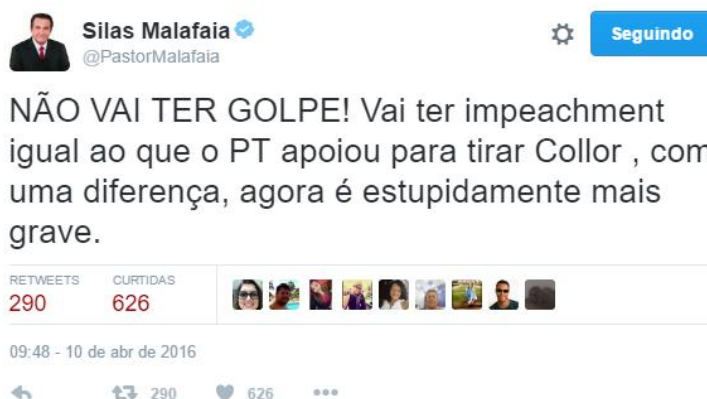 Silas Malafaia
@PastorMalafaia
Seguindo
NÃO VAI TER GOLPE! Vai ter impeachment
igual ao que o PT apoiou para tirar Collor , com
uma diferença, agora é estupidamente mais
grave.
RETWEETS CURTIDAS
290 626
09:48 - 10 de abr de 2016
290 626